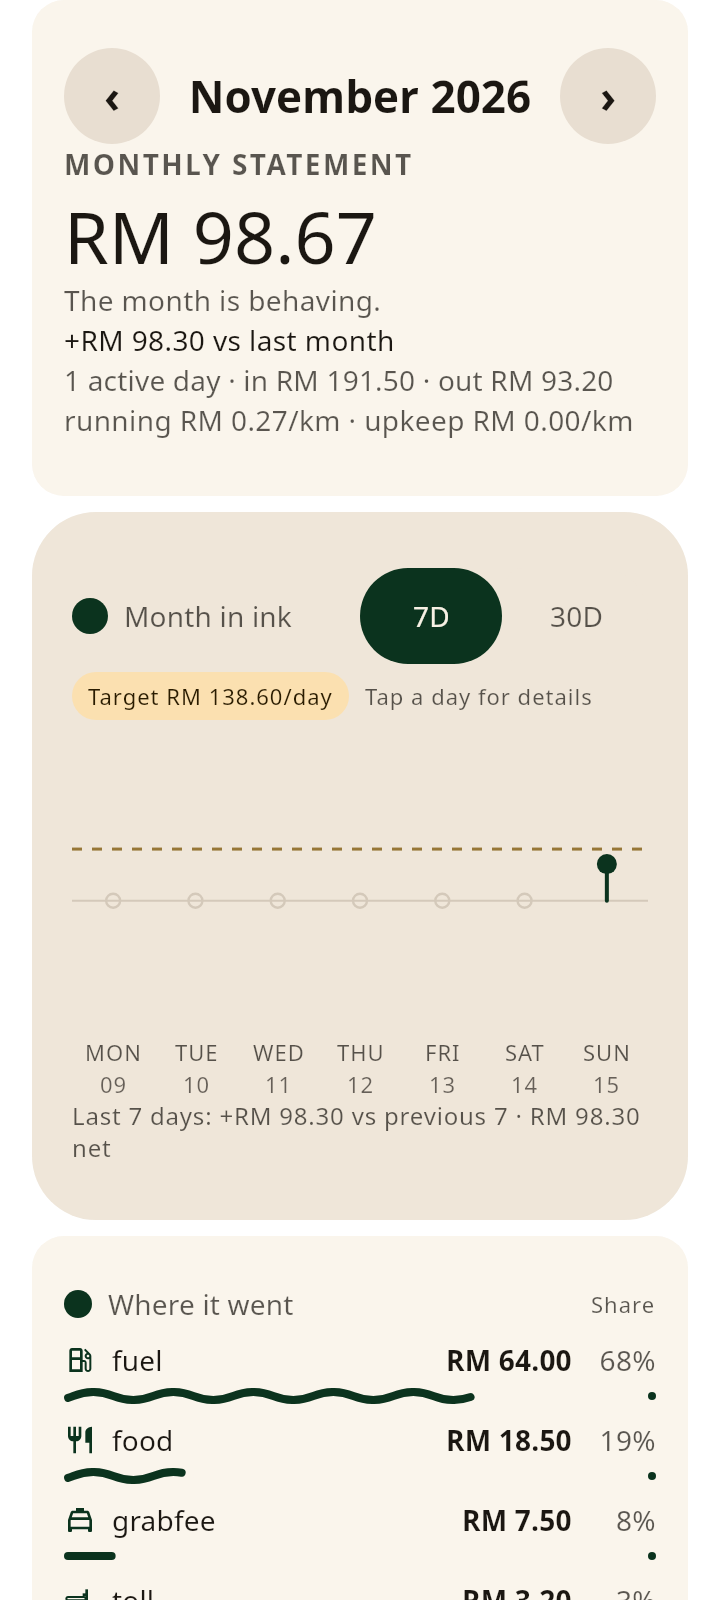 ‹ November 2026 ›
MONTHLY STATEMENT
RM 98.67
The month is behaving.
+RM 98.30 vs last month
1 active day · in RM 191.50 · out RM 93.20
running RM 0.27/km · upkeep RM 0.00/km
Month in ink 7D 30D
Target RM 138.60/day Tap a day for details
MON TUE WED THU FRI SAT SUN
09 10 11 12 13 14 15
Last 7 days: +RM 98.30 vs previous 7 · RM 98.30
net
Where it went Share
fuel RM 64.00 68%
food RM 18.50 19%
grabfee RM 7.50 8%
toll RM 3.20 3%